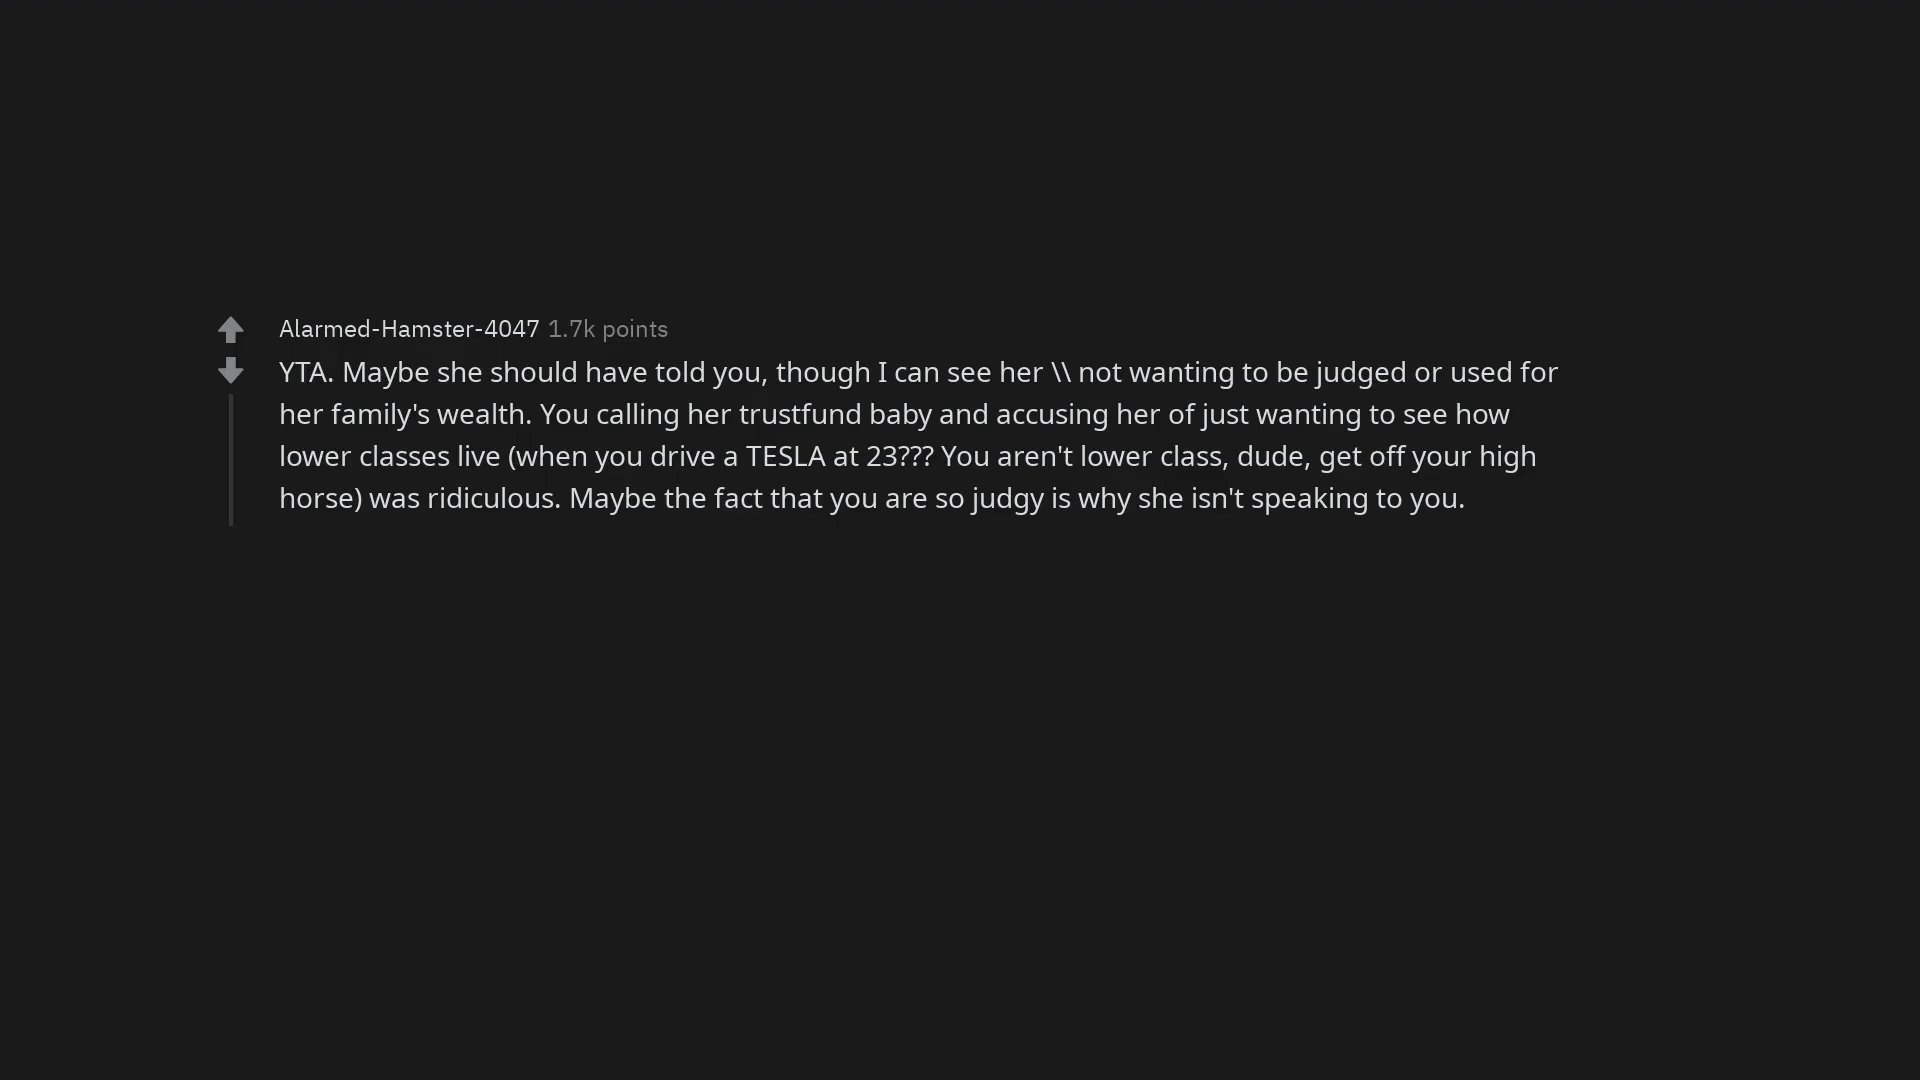 Alarmed-Hamster-4047 1.7k points
YTA. Maybe she should have told you, though I can see her \\ not wanting to be judged or used for
her family's wealth. You calling her trustfund baby and accusing her of just wanting to see how
lower classes live (when you drive a TESLA at 23??? You aren't lower class, dude, get off your high
horse) was ridiculous. Maybe the fact that you are so judgy is why she isn't speaking to you.